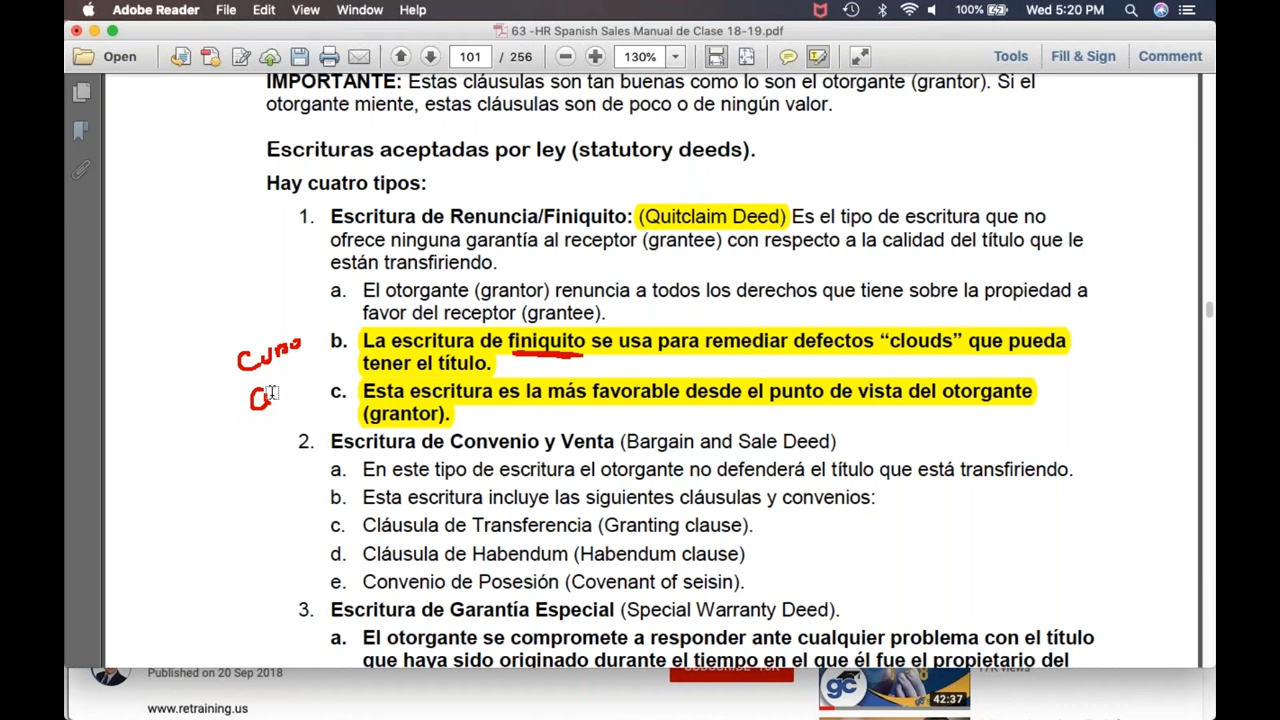 Adobe Reader File Edit View Window Help 100% Wed 5:20 PM
63 -HR Spanish Sales Manual de Clase 18-19.pdf
Open 101 / 256 130% Tools Fill & Sign Comment
IMPORTANTE: Estas cláusulas son tan buenas como lo son el otorgante (grantor). Si el
otorgante miente, estas cláusulas son de poco o de ningún valor.
Escrituras aceptadas por ley (statutory deeds).
Hay cuatro tipos:
1. Escritura de Renuncia/Finiquito: (Quitclaim Deed) Es el tipo de escritura que no
ofrece ninguna garantía al receptor (grantee) con respecto a la calidad del título que le
están transfiriendo.
a. El otorgante (grantor) renuncia a todos los derechos que tiene sobre la propiedad a
favor del receptor (grantee).
b. La escritura de finiquito se usa para remediar defectos “clouds” que pueda
tener el título.
c. Esta escritura es la más favorable desde el punto de vista del otorgante
(grantor).
2. Escritura de Convenio y Venta (Bargain and Sale Deed)
a. En este tipo de escritura el otorgante no defenderá el título que está transfiriendo.
b. Esta escritura incluye las siguientes cláusulas y convenios:
c. Cláusula de Transferencia (Granting clause).
d. Cláusula de Habendum (Habendum clause)
e. Convenio de Posesión (Covenant of seisin).
3. Escritura de Garantía Especial (Special Warranty Deed).
a. El otorgante se compromete a responder ante cualquier problema con el título
que haya sido originado durante el tiempo en el que él fue el propietario del
Published on 20 Sep 2018
www.retraining.us
gc
42:37